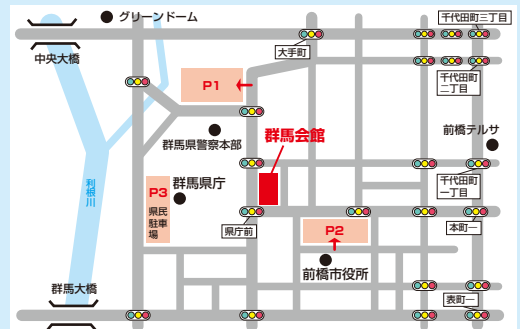 グリーンドーム
千代田町三丁目
中央大橋
大手町
P1
千代田町
二丁目
群馬県警察本部
群馬会館
前橋テルサ
利根川
P3
県民
駐車
場
群馬県庁
千代田町
一丁目
県庁前
P2
本町一
前橋市役所
群馬大橋
表町一